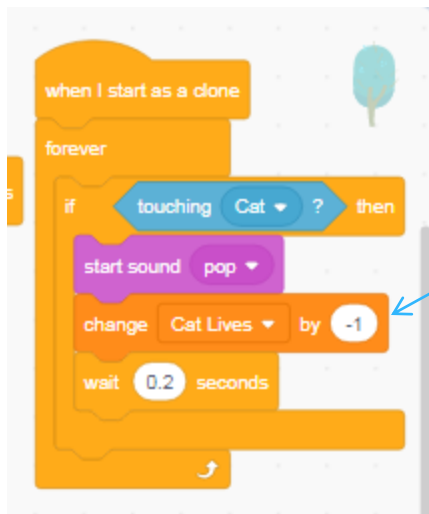 when I start as a clone
forever
if touching Cat ? then
start sound pop
change Cat Lives by -1
wait 0.2 seconds